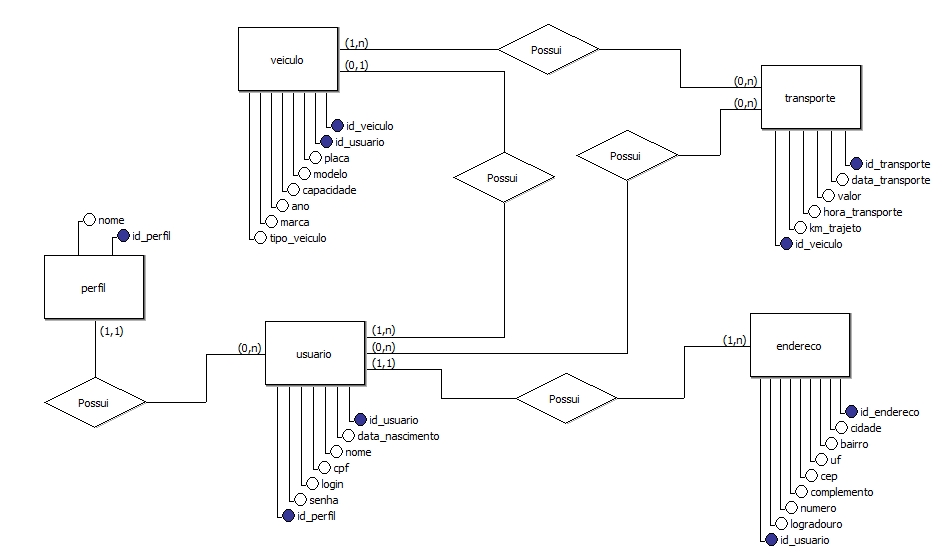 veiculo
(1,n)
(0,1)
Possui
(0,n)
(0,n)
transporte
id_veiculo
id_usuario
placa
modelo
capacidade
ano
marca
tipo_veiculo
Possui
Possui
id_transporte
data_transporte
valor
hora_transporte
km_trajeto
id_veiculo
nome
id_perfil
perfil
(1,1)
Possui
(0,n)
usuario
(1,n)
(0,n)
(1,1)
Possui
(1,n)
endereco
id_usuario
data_nascimento
nome
cpf
login
senha
id_perfil
id_endereco
cidade
bairro
uf
cep
complemento
numero
logradouro
id_usuario